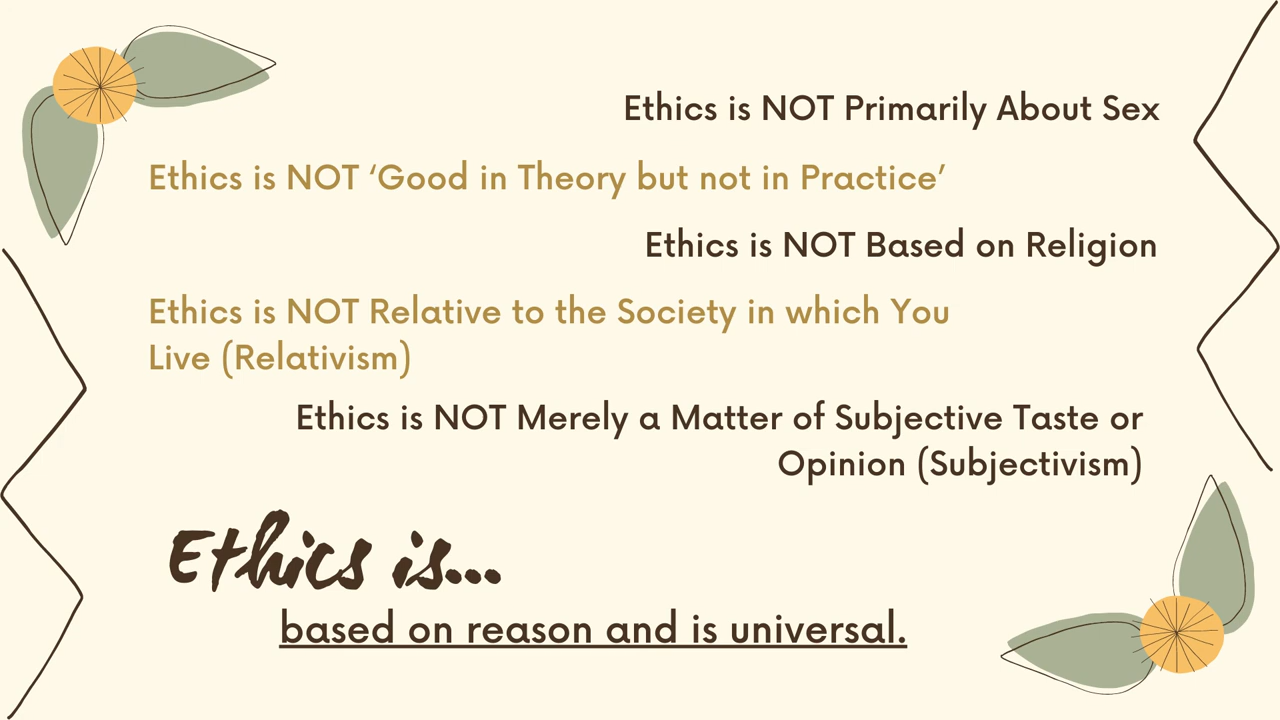 Ethics is NOT Primarily About Sex
Ethics is NOT ‘Good in Theory but not in Practice’
Ethics is NOT Based on Religion
Ethics is NOT Relative to the Society in which You
Live (Relativism)
Ethics is NOT Merely a Matter of Subjective Taste or
Opinion (Subjectivism)
Ethics is...
based on reason and is universal.